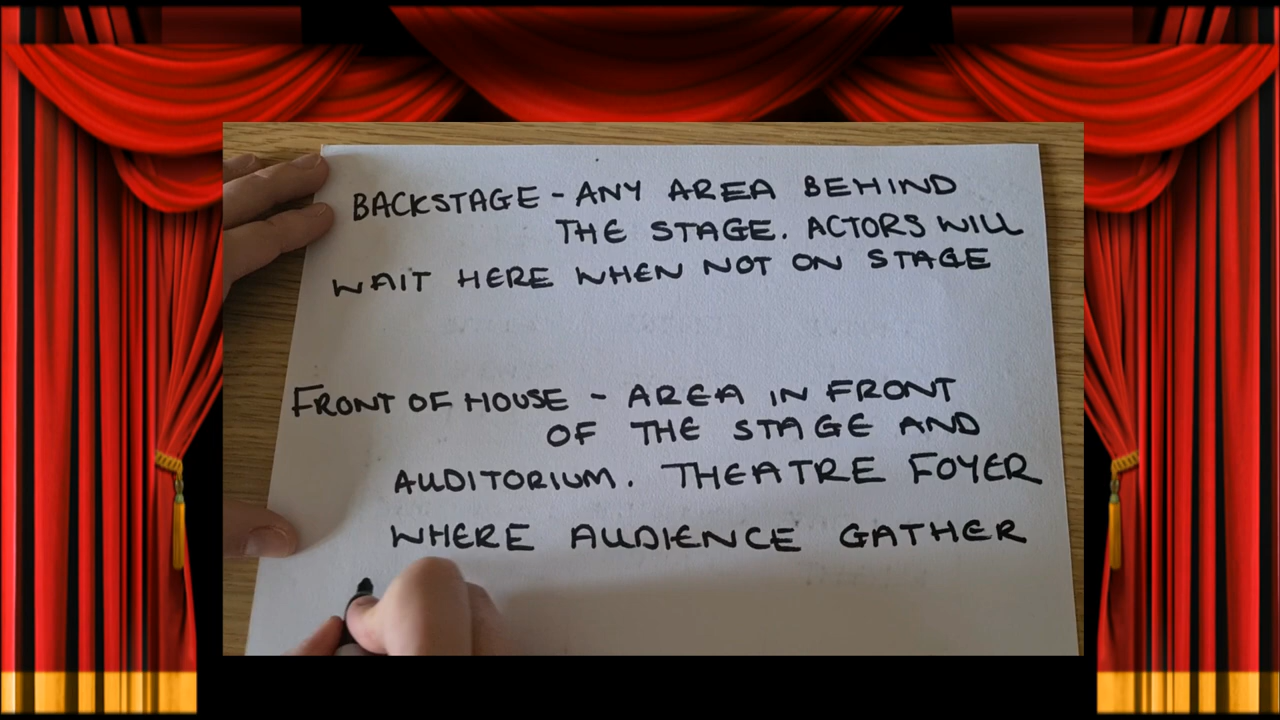 BACKSTAGE - ANY AREA BEHIND
THE STAGE. ACTORS WILL
WAIT HERE WHEN NOT ON STAGE
FRONT OF HOUSE - AREA IN FRONT
OF THE STAGE AND
AUDITORIUM. THEATRE FOYER
WHERE AUDIENCE GATHER